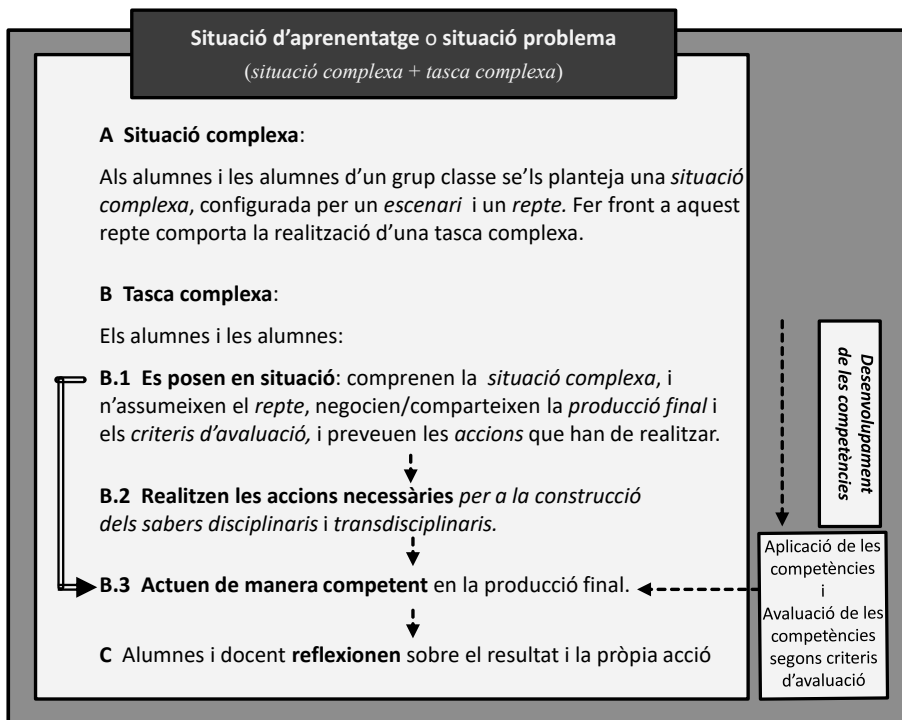 Situació d'aprenentatge o situació problema
(situació complexa + tasca complexa)
A Situació complexa:
Als alumnes i les alumnes d'un grup classe se'ls planteja una situació
complexa, configurada per un escenari i un repte. Fer front a aquest
repte comporta la realització d'una tasca complexa.
B Tasca complexa:
Els alumnes i les alumnes:
B.1 Es posen en situació: comprenen la situació complexa, i
n'assumeixen el repte, negocien/comparteixen la producció final i
els criteris d'avaluació, i preveuen les accions que han de realitzar.
B.2 Realitzen les accions necessàries per a la construcció
dels sabers disciplinaris i transdisciplinaris.
B.3 Actuen de manera competent en la producció final.
C Alumnes i docent reflexionen sobre el resultat i la pròpia acció
Desenvolupament
de les competències
Aplicació de les
competències
i
Avaluació de les
competències
segons criteris
d'avaluació